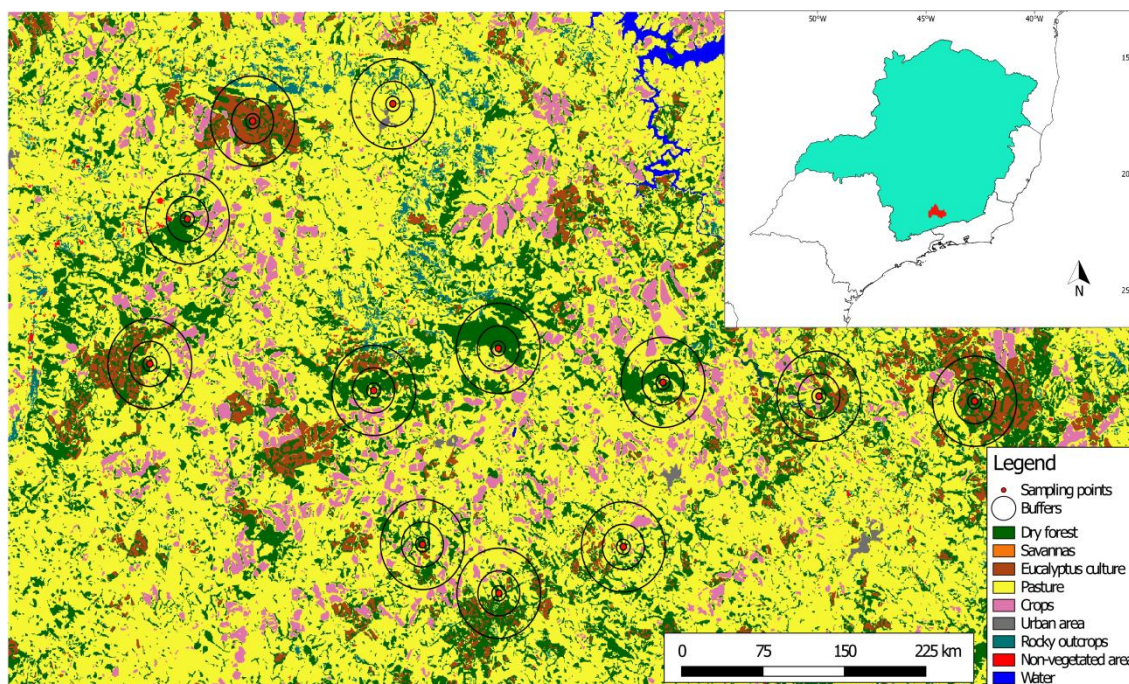 50°W 45°W 40°W
15
20
25
N
Legend
Sampling points
Buffers
Dry forest
Savannas
Eucalyptus culture
Pasture
Crops
Urban area
Rocky outcrops
Non-vegetated area
Water
0 75 150 225 km